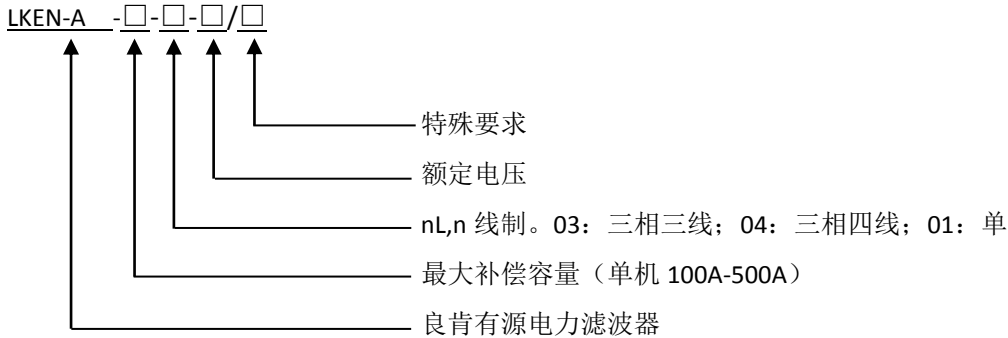 LKEN-A -□-□-□/□
特殊要求
额定电压
nL,n 线制。03：三相三线；04：三相四线；01：单
最大补偿容量（单机 100A-500A）
良肯有源电力滤波器